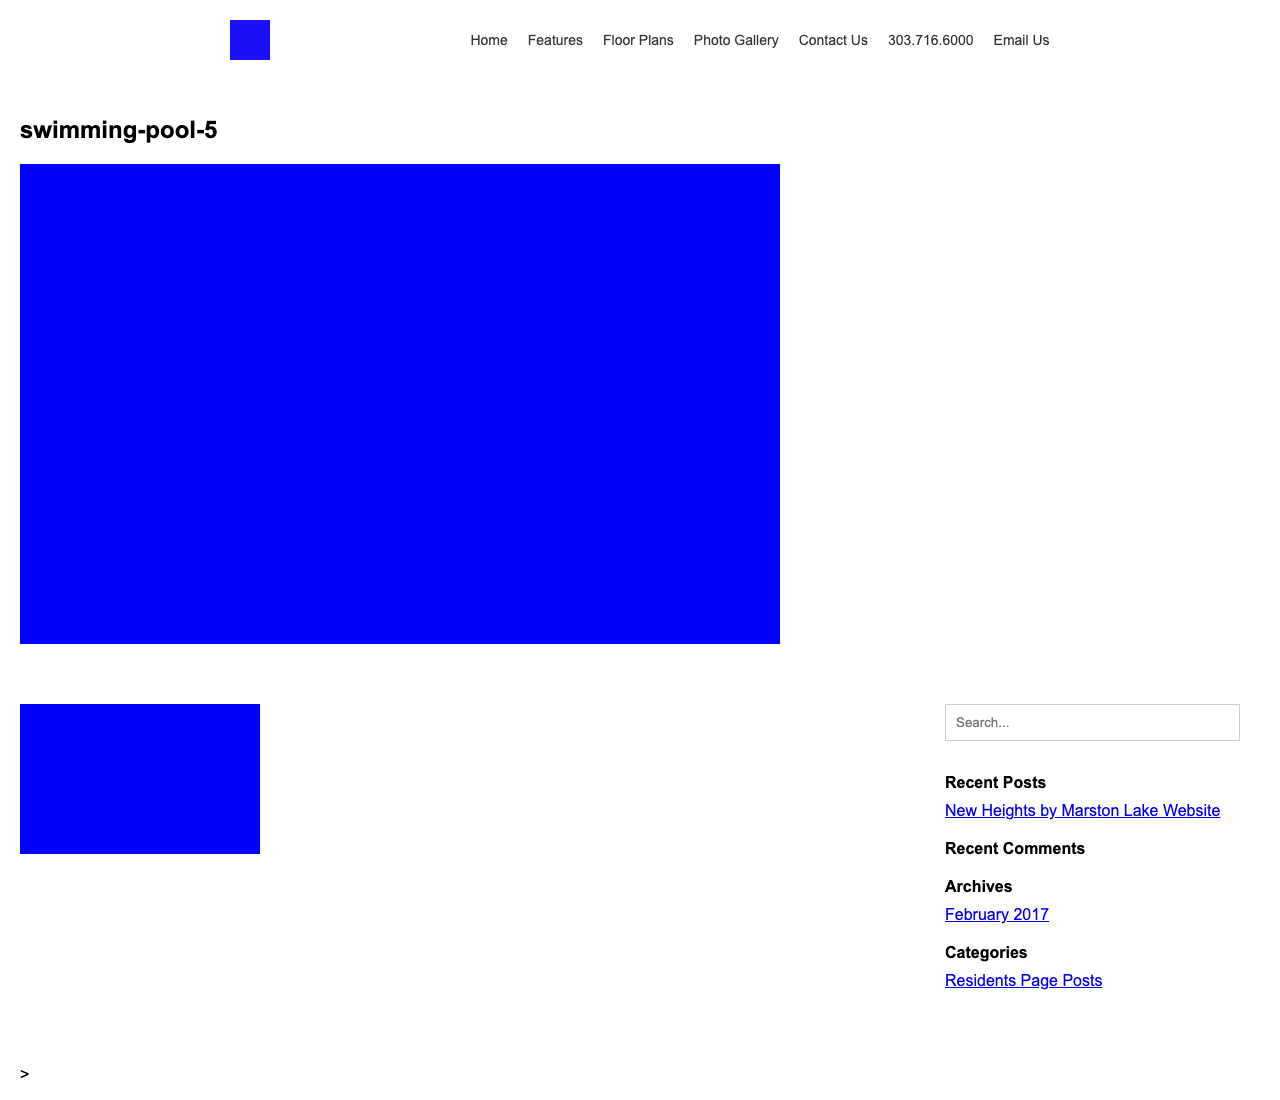 Home Features Floor Plans Photo Gallery Contact Us 303.716.6000 Email Us
swimming-pool-5
Search...
Recent Posts
New Heights by Marston Lake Website
Recent Comments
Archives
February 2017
Categories
Residents Page Posts
>